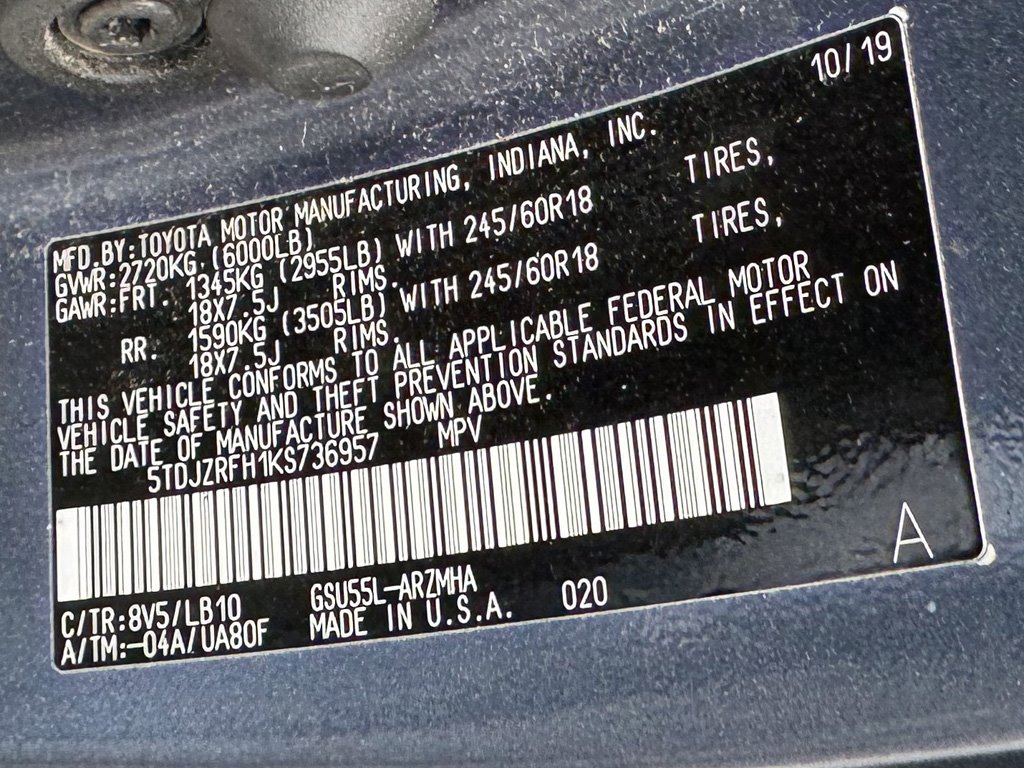 10/19
MFD.BY:TOYOTA MOTOR MANUFACTURING, INDIANA, INC.
GVWR:2720KG (6000LB)
GAWR:FRT. 1345KG (2955LB) WITH 245/60R18 TIRES,
18X7.5J RIMS.
RR. 1590KG (3505LB) WITH 245/60R18 TIRES,
18X7.5J RIMS.
THIS VEHICLE CONFORMS TO ALL APPLICABLE FEDERAL MOTOR
VEHICLE SAFETY AND THEFT PREVENTION STANDARDS IN EFFECT ON
THE DATE OF MANUFACTURE SHOWN ABOVE.
5TDJZRFH1KS736957 MPV
C/TR:8V5/LB10 GSU55L-ARZMHA
A/TM:-04A/UA80F MADE IN U.S.A. 020
A